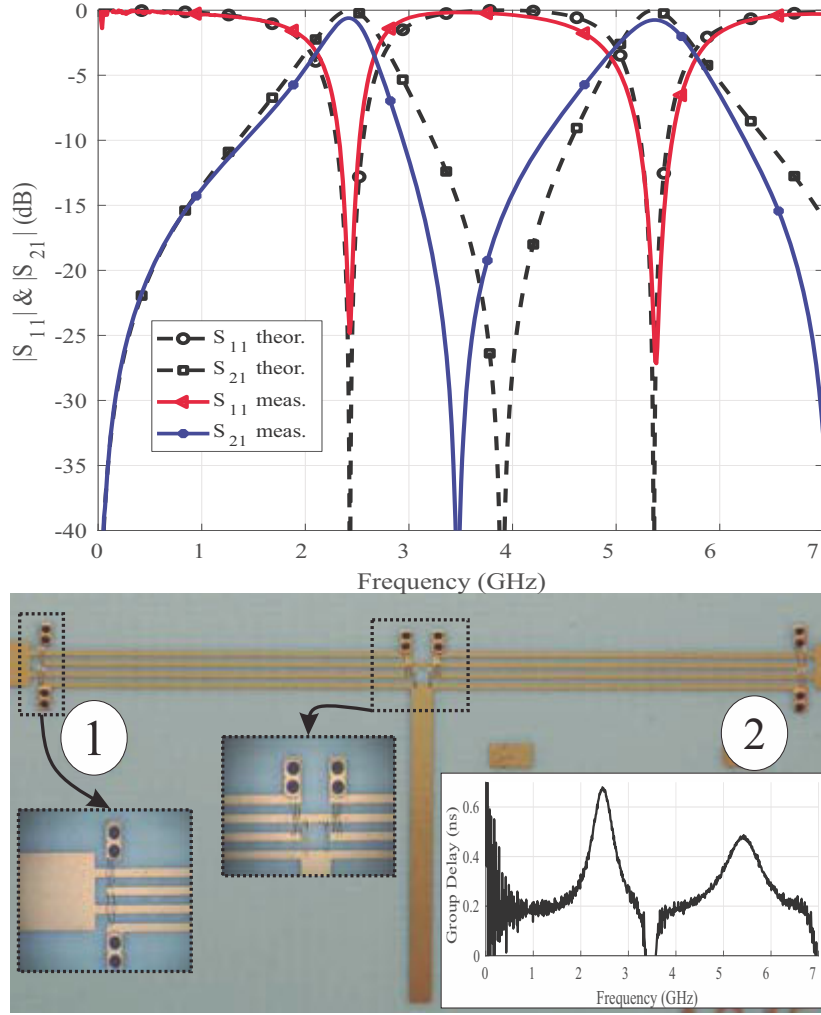 0
-5
-10
-15
-20
-25
-30
-35
-40
|S11| & |S21| (dB)
S11 theor.
S21 theor.
S11 meas.
S21 meas.
0 1 2 3 4 5 6 7
Frequency (GHz)
1
2
0.6
0.4
0.2
0
Group Delay (ns)
0 1 2 3 4 5 6 7
Frequency (GHz)